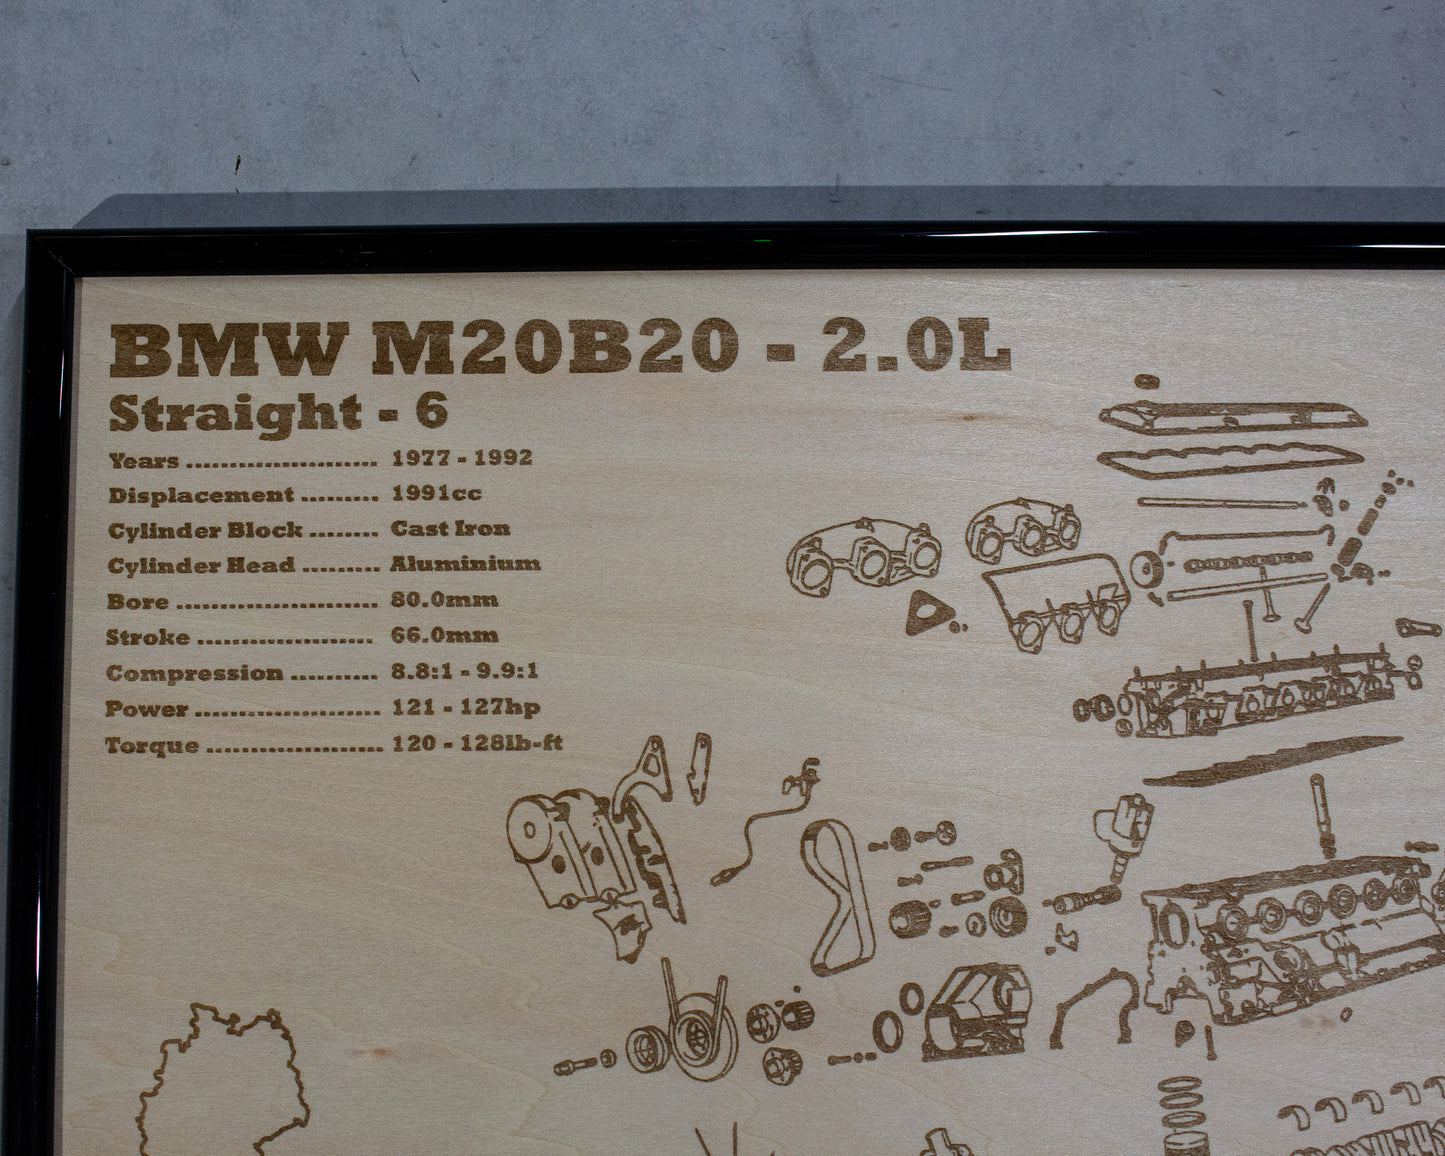 BMW M20B20 - 2.0L
Straight - 6
Years ........................ 1977 - 1992
Displacement .......... 1991cc
Cylinder Block ......... Cast Iron
Cylinder Head .......... Aluminium
Bore .......................... 80.0mm
Stroke ....................... 66.0mm
Compression ........... 8.8:1 - 9.9:1
Power ........................ 121 - 127hp
Torque ....................... 120 - 128lb-ft